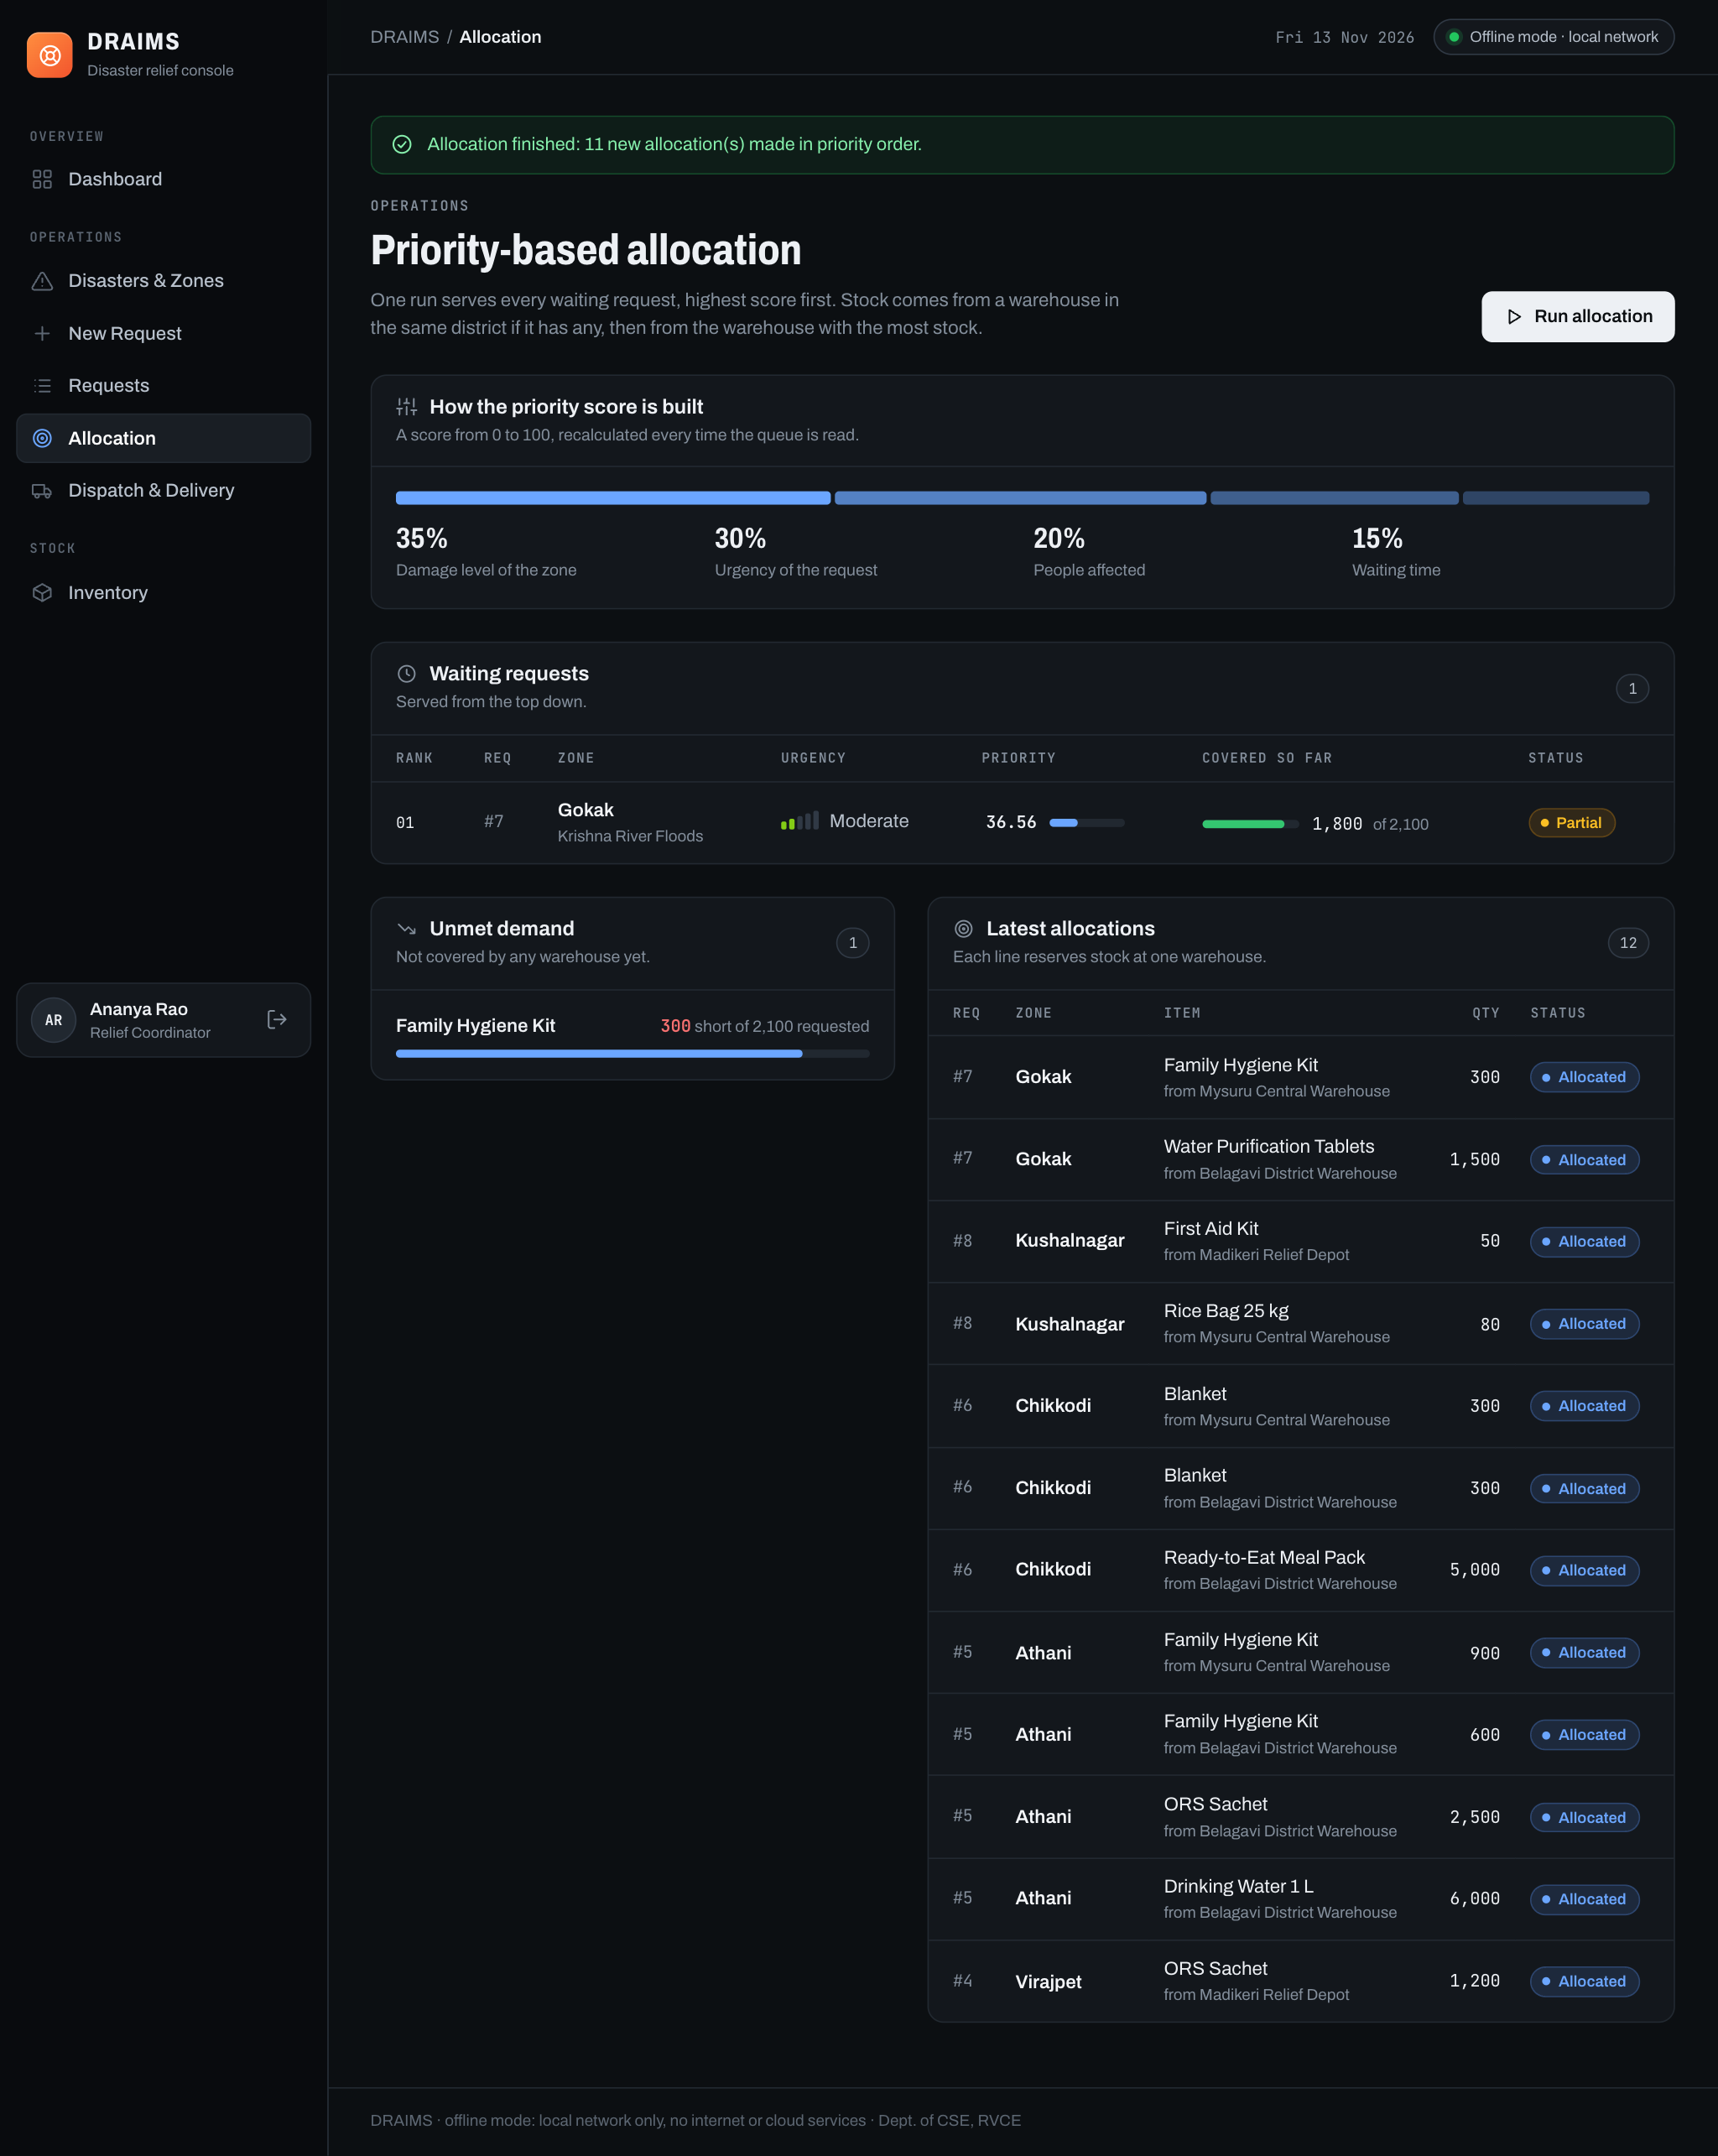 DRAIMS
Disaster relief console
OVERVIEW
Dashboard
OPERATIONS
Disasters & Zones
New Request
Requests
Allocation
Dispatch & Delivery
STOCK
Inventory
AR
Ananya Rao
Relief Coordinator
DRAIMS / Allocation
Fri 13 Nov 2026
Offline mode · local network
Allocation finished: 11 new allocation(s) made in priority order.
OPERATIONS
Priority-based allocation
One run serves every waiting request, highest score first. Stock comes from a warehouse in
the same district if it has any, then from the warehouse with the most stock.
Run allocation
How the priority score is built
A score from 0 to 100, recalculated every time the queue is read.
35% 30% 20% 15%
Damage level of the zone Urgency of the request People affected Waiting time
Waiting requests
Served from the top down.
1
RANK REQ ZONE URGENCY PRIORITY COVERED SO FAR STATUS
01 #7 Gokak Moderate 36.56 1,800 of 2,100 Partial
Krishna River Floods
Unmet demand
Not covered by any warehouse yet.
1
Family Hygiene Kit 300 short of 2,100 requested
Latest allocations
Each line reserves stock at one warehouse.
12
REQ ZONE ITEM QTY STATUS
#7 Gokak Family Hygiene Kit 300 Allocated
from Mysuru Central Warehouse
#7 Gokak Water Purification Tablets 1,500 Allocated
from Belagavi District Warehouse
#8 Kushalnagar First Aid Kit 50 Allocated
from Madikeri Relief Depot
#8 Kushalnagar Rice Bag 25 kg 80 Allocated
from Mysuru Central Warehouse
#6 Chikkodi Blanket 300 Allocated
from Mysuru Central Warehouse
#6 Chikkodi Blanket 300 Allocated
from Belagavi District Warehouse
#6 Chikkodi Ready-to-Eat Meal Pack 5,000 Allocated
from Belagavi District Warehouse
#5 Athani Family Hygiene Kit 900 Allocated
from Mysuru Central Warehouse
#5 Athani Family Hygiene Kit 600 Allocated
from Belagavi District Warehouse
#5 Athani ORS Sachet 2,500 Allocated
from Belagavi District Warehouse
#5 Athani Drinking Water 1 L 6,000 Allocated
from Belagavi District Warehouse
#4 Virajpet ORS Sachet 1,200 Allocated
from Madikeri Relief Depot
DRAIMS · offline mode: local network only, no internet or cloud services · Dept. of CSE, RVCE